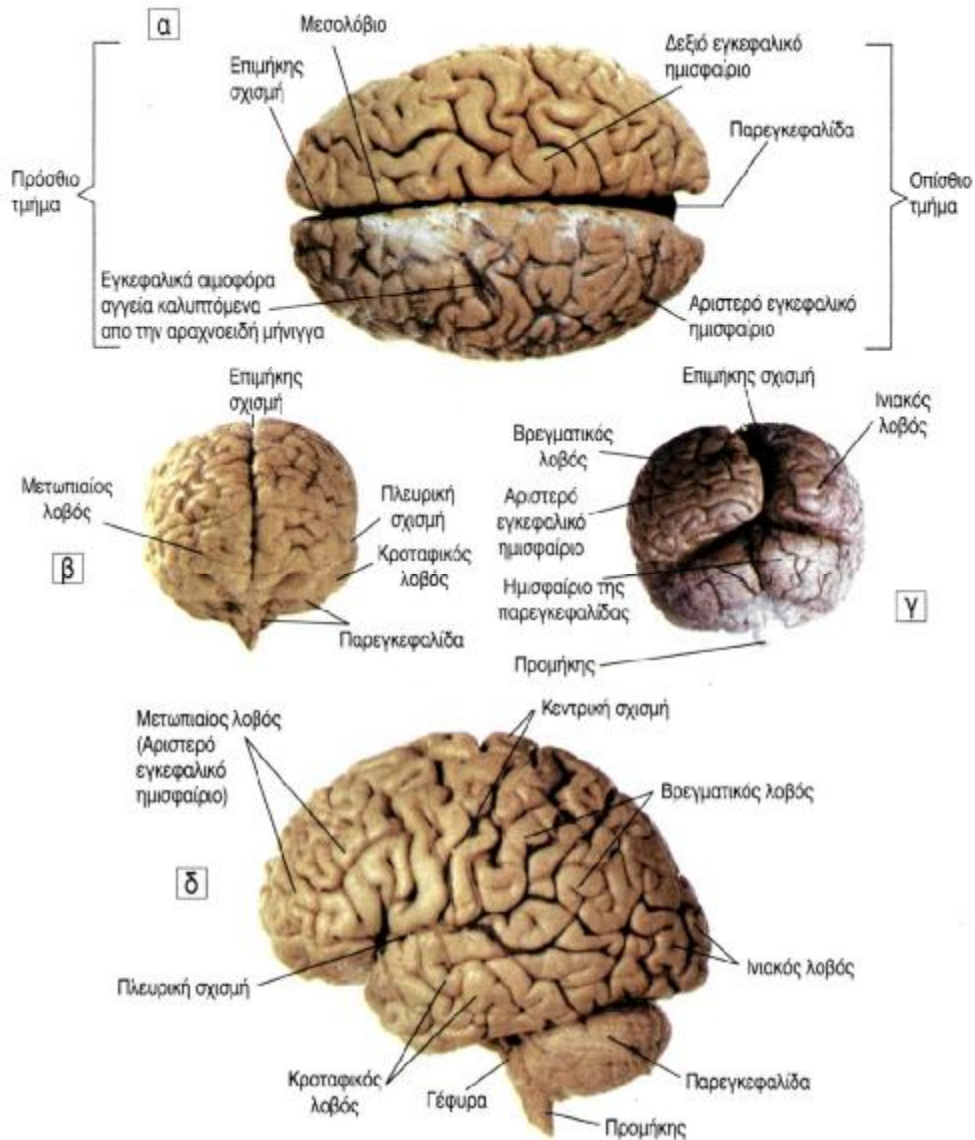 α
Μεσολόβιο
Δεξιό εγκεφαλικό
ημισφαίριο
Επιμήκης
σχισμή
Παρεγκεφαλίδα
Πρόσθιο
τμήμα
Οπίσθιο
τμήμα
Εγκεφαλικά αιμοφόρα
αγγεία καλυπτόμενα
απο την αραχνοειδή μήνιγγα
Αριστερό εγκεφαλικό
ημισφαίριο
Επιμήκης
σχισμή
Μετωπιαίος
λοβός
Πλευρική
σχισμή
Κροταφικός
λοβός
β
Παρεγκεφαλίδα
Επιμήκης σχισμή
Ινιακός
λοβός
Βρεγματικός
λοβός
Αριστερό
εγκεφαλικό
ημισφαίριο
Ημισφαίριο της
παρεγκεφαλίδας
γ
Προμήκης
Μετωπιαίος λοβός
(Αριστερό
εγκεφαλικό
ημισφαίριο)
Κεντρική σχισμή
Βρεγματικός λοβός
δ
Πλευρική σχισμή
Ινιακός λοβός
Κροταφικός
λοβός
Γέφυρα
Παρεγκεφαλίδα
Προμήκης